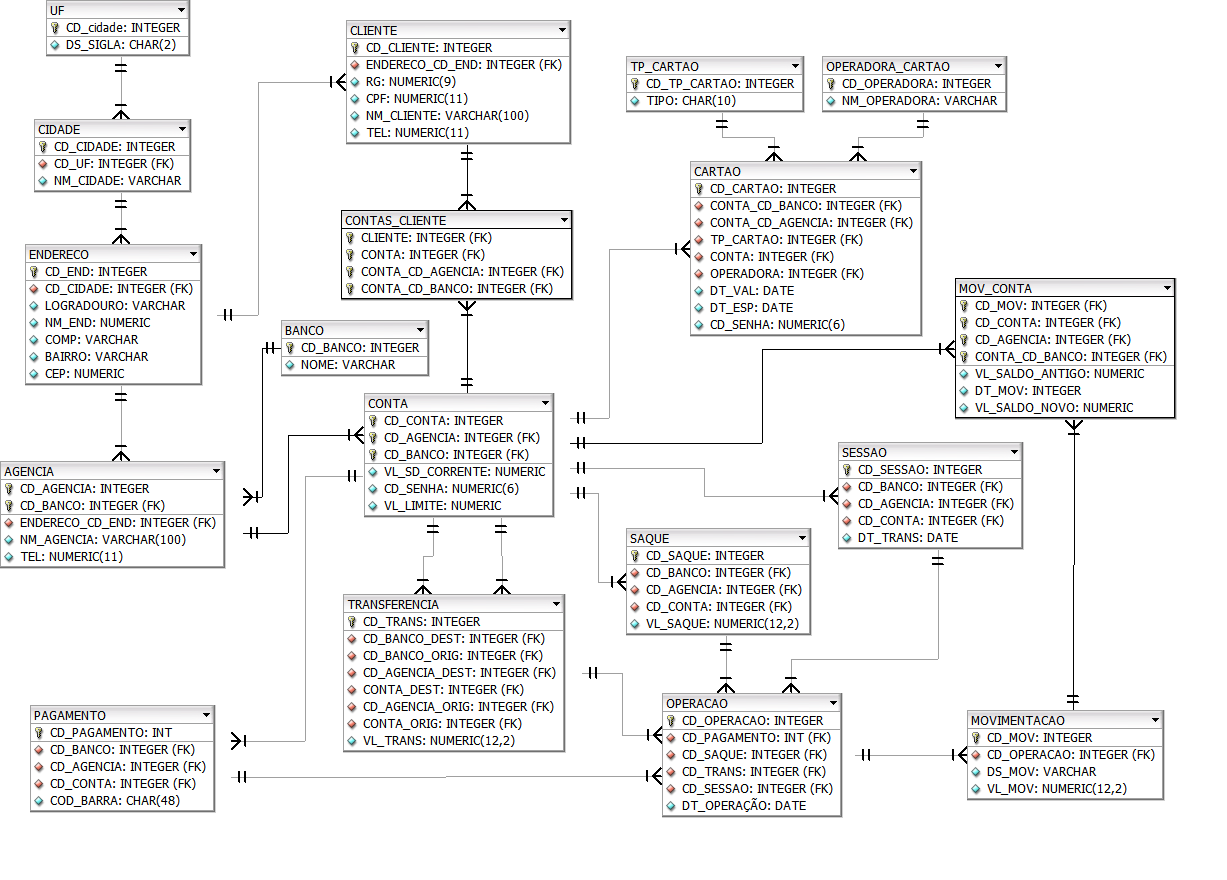 UF
CD_cidade: INTEGER
DS_SIGLA: CHAR(2)
CLIENTE
CD_CLIENTE: INTEGER
ENDERECO_CD_END: INTEGER (FK)
RG: NUMERIC(9)
CPF: NUMERIC(11)
NM_CLIENTE: VARCHAR(100)
TEL: NUMERIC(11)
TP_CARTAO
CD_TP_CARTAO: INTEGER
TIPO: CHAR(10)
OPERADORA_CARTAO
CD_OPERADORA: INTEGER
NM_OPERADORA: VARCHAR
CIDADE
CD_CIDADE: INTEGER
CD_UF: INTEGER (FK)
NM_CIDADE: VARCHAR
CARTAO
CD_CARTAO: INTEGER
CONTA_CD_BANCO: INTEGER (FK)
CONTA_CD_AGENCIA: INTEGER (FK)
TP_CARTAO: INTEGER (FK)
CONTA: INTEGER (FK)
OPERADORA: INTEGER (FK)
DT_VAL: DATE
DT_ESP: DATE
CD_SENHA: NUMERIC(6)
CONTAS_CLIENTE
CLIENTE: INTEGER (FK)
CONTA: INTEGER (FK)
CONTA_CD_AGENCIA: INTEGER (FK)
CONTA_CD_BANCO: INTEGER (FK)
ENDERECO
CD_END: INTEGER
CD_CIDADE: INTEGER (FK)
LOGRADOURO: VARCHAR
NM_END: NUMERIC
COMP: VARCHAR
BAIRRO: VARCHAR
CEP: NUMERIC
MOV_CONTA
CD_MOV: INTEGER (FK)
CD_CONTA: INTEGER (FK)
CD_AGENCIA: INTEGER (FK)
CONTA_CD_BANCO: INTEGER (FK)
VL_SALDO_ANTIGO: NUMERIC
DT_MOV: INTEGER
VL_SALDO_NOVO: NUMERIC
BANCO
CD_BANCO: INTEGER
NOME: VARCHAR
CONTA
CD_CONTA: INTEGER
CD_AGENCIA: INTEGER (FK)
CD_BANCO: INTEGER (FK)
VL_SD_CORRENTE: NUMERIC
CD_SENHA: NUMERIC(6)
VL_LIMITE: NUMERIC
SESSAO
CD_SESSAO: INTEGER
CD_BANCO: INTEGER (FK)
CD_AGENCIA: INTEGER (FK)
CD_CONTA: INTEGER (FK)
DT_TRANS: DATE
AGENCIA
CD_AGENCIA: INTEGER
CD_BANCO: INTEGER (FK)
ENDERECO_CD_END: INTEGER (FK)
NM_AGENCIA: VARCHAR(100)
TEL: NUMERIC(11)
SAQUE
CD_SAQUE: INTEGER
CD_BANCO: INTEGER (FK)
CD_AGENCIA: INTEGER (FK)
CD_CONTA: INTEGER (FK)
VL_SAQUE: NUMERIC(12,2)
TRANSFERENCIA
CD_TRANS: INTEGER
CD_BANCO_DEST: INTEGER (FK)
CD_BANCO_ORIG: INTEGER (FK)
CD_AGENCIA_DEST: INTEGER (FK)
CONTA_DEST: INTEGER (FK)
CD_AGENCIA_ORIG: INTEGER (FK)
CONTA_ORIG: INTEGER (FK)
VL_TRANS: NUMERIC(12,2)
PAGAMENTO
CD_PAGAMENTO: INT
CD_BANCO: INTEGER (FK)
CD_AGENCIA: INTEGER (FK)
CD_CONTA: INTEGER (FK)
COD_BARRA: CHAR(48)
OPERACAO
CD_OPERACAO: INTEGER
CD_PAGAMENTO: INT (FK)
CD_SAQUE: INTEGER (FK)
CD_TRANS: INTEGER (FK)
CD_SESSAO: INTEGER (FK)
DT_OPERAÇÃO: DATE
MOVIMENTACAO
CD_MOV: INTEGER
CD_OPERACAO: INTEGER (FK)
DS_MOV: VARCHAR
VL_MOV: NUMERIC(12,2)